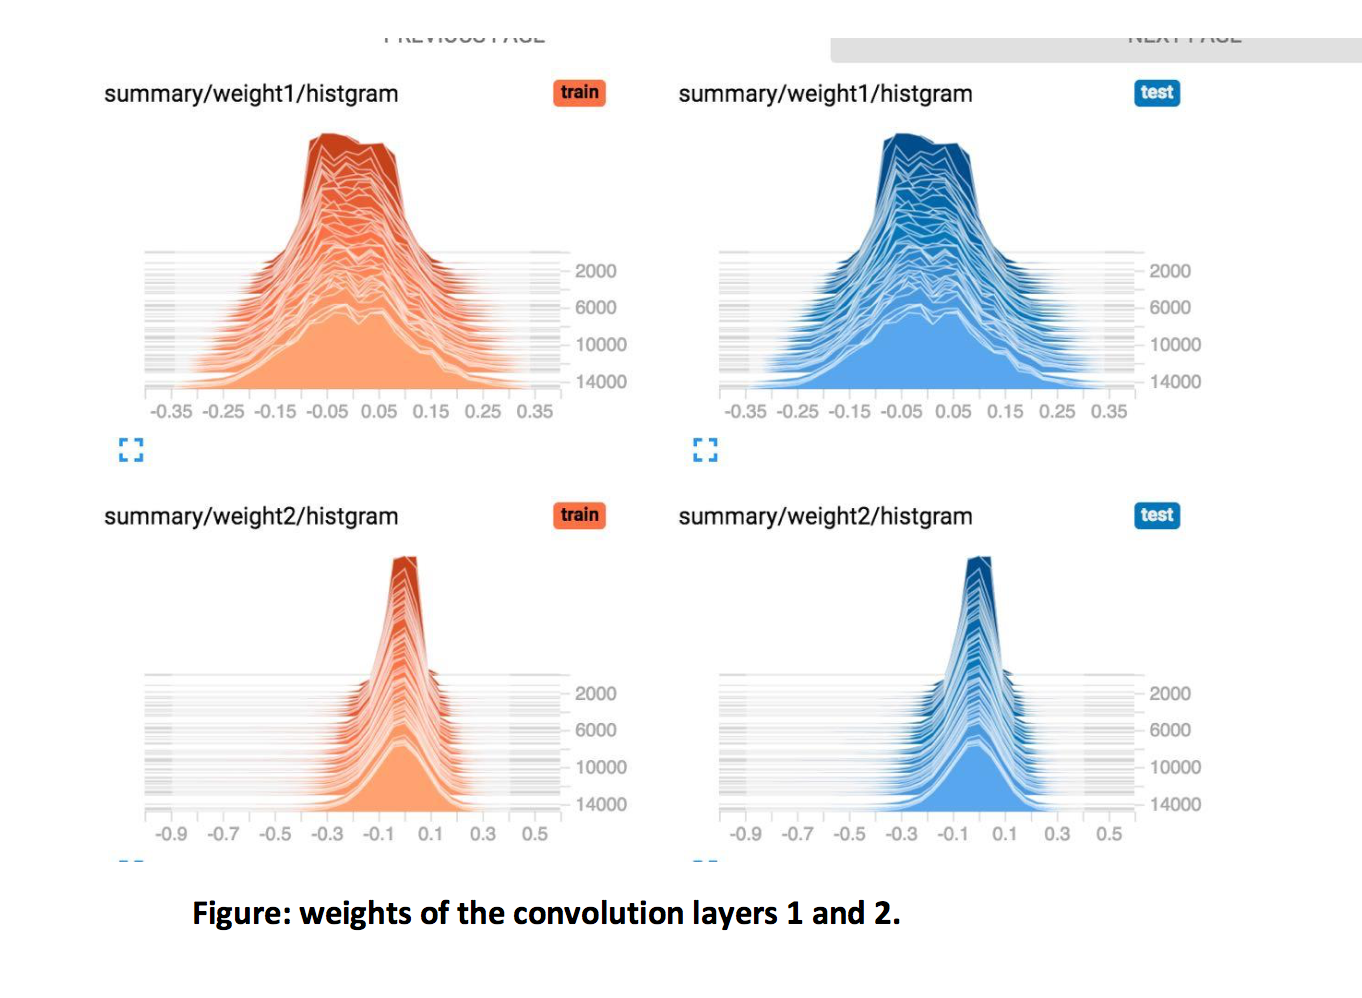 summary/weight1/histgram train
summary/weight1/histgram test
2000
6000
10000
14000
-0.35 -0.25 -0.15 -0.05 0.05 0.15 0.25 0.35
2000
6000
10000
14000
-0.35 -0.25 -0.15 -0.05 0.05 0.15 0.25 0.35
summary/weight2/histgram train
summary/weight2/histgram test
2000
6000
10000
14000
-0.9 -0.7 -0.5 -0.3 -0.1 0.1 0.3 0.5
2000
6000
10000
14000
-0.9 -0.7 -0.5 -0.3 -0.1 0.1 0.3 0.5
Figure: weights of the convolution layers 1 and 2.